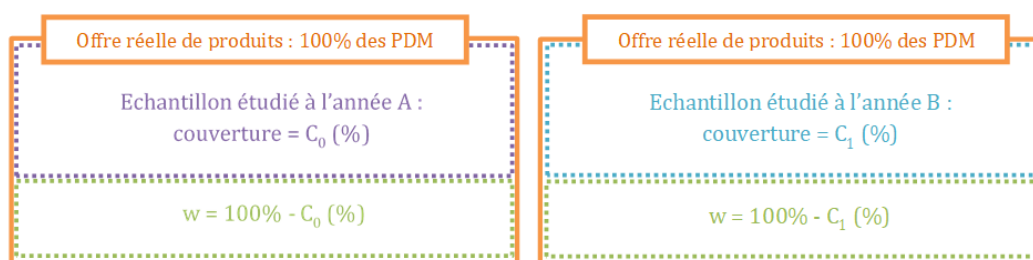 Offre réelle de produits : 100% des PDM
Echantillon étudié à l'année A :
couverture = C₀ (%)
w = 100% - C₀ (%)
Offre réelle de produits : 100% des PDM
Echantillon étudié à l'année B :
couverture = C₁ (%)
w = 100% - C₁ (%)